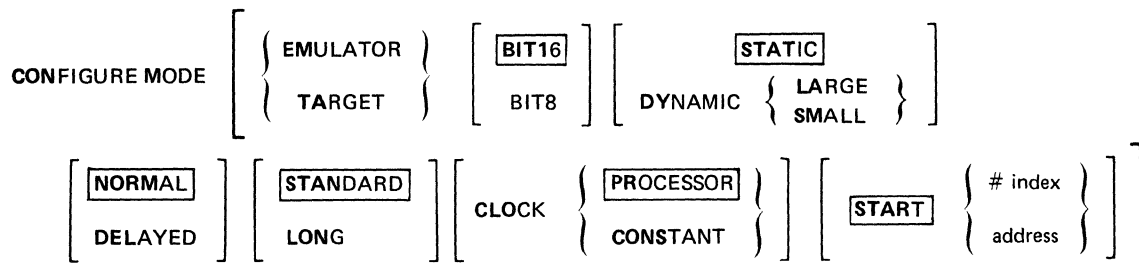 EMULATOR BIT16 STATIC
CONFIGURE MODE
TARGET BIT8 DYNAMIC LARGE
SMALL
NORMAL STANDARD PROCESSOR # index
CLOCK START
DELAYED LONG CONSTANT address